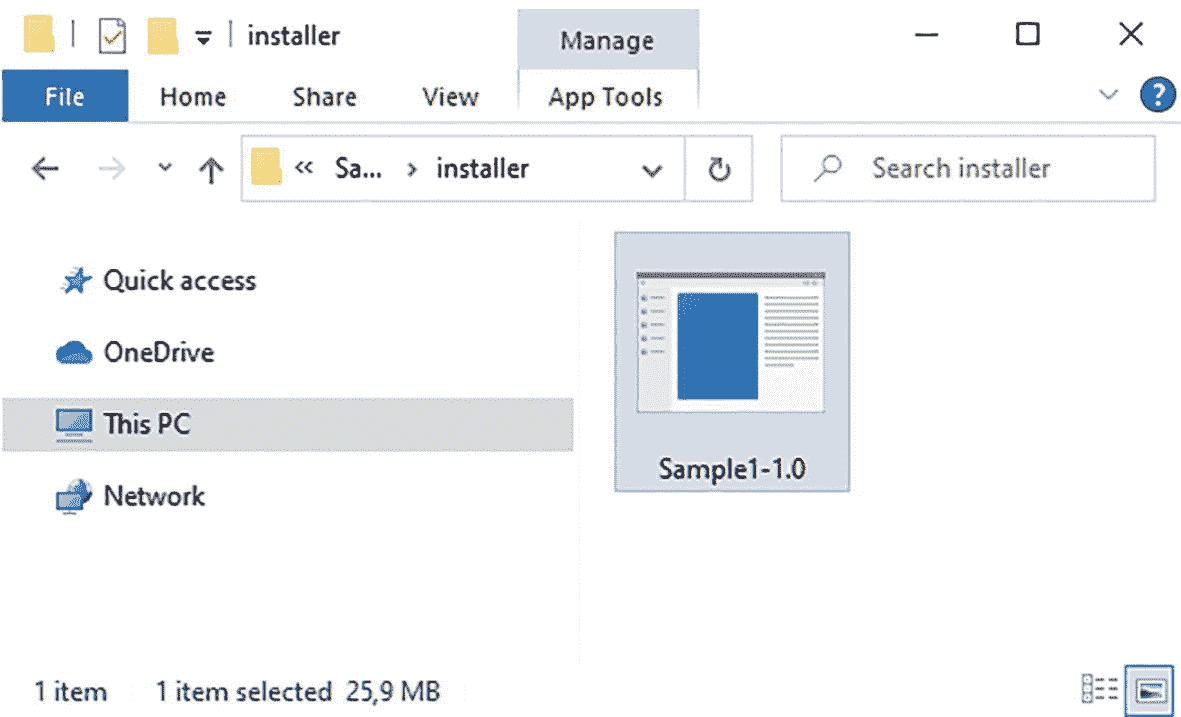 installer
Manage
File Home Share View App Tools
?
« Sa... › installer
Search installer
Quick access
OneDrive
This PC
Network
Sample1-1.0
1 item 1 item selected 25,9 MB